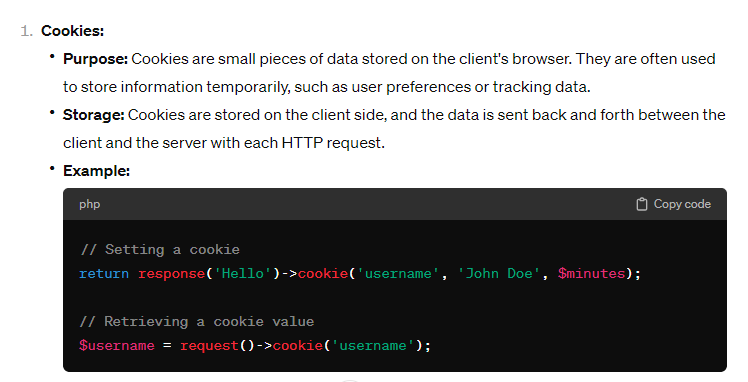 1. Cookies:
• Purpose: Cookies are small pieces of data stored on the client's browser. They are often used
to store information temporarily, such as user preferences or tracking data.
• Storage: Cookies are stored on the client side, and the data is sent back and forth between the
client and the server with each HTTP request.
• Example:
php Copy code
// Setting a cookie
return response('Hello')->cookie('username', 'John Doe', $minutes);
// Retrieving a cookie value
$username = request()->cookie('username');